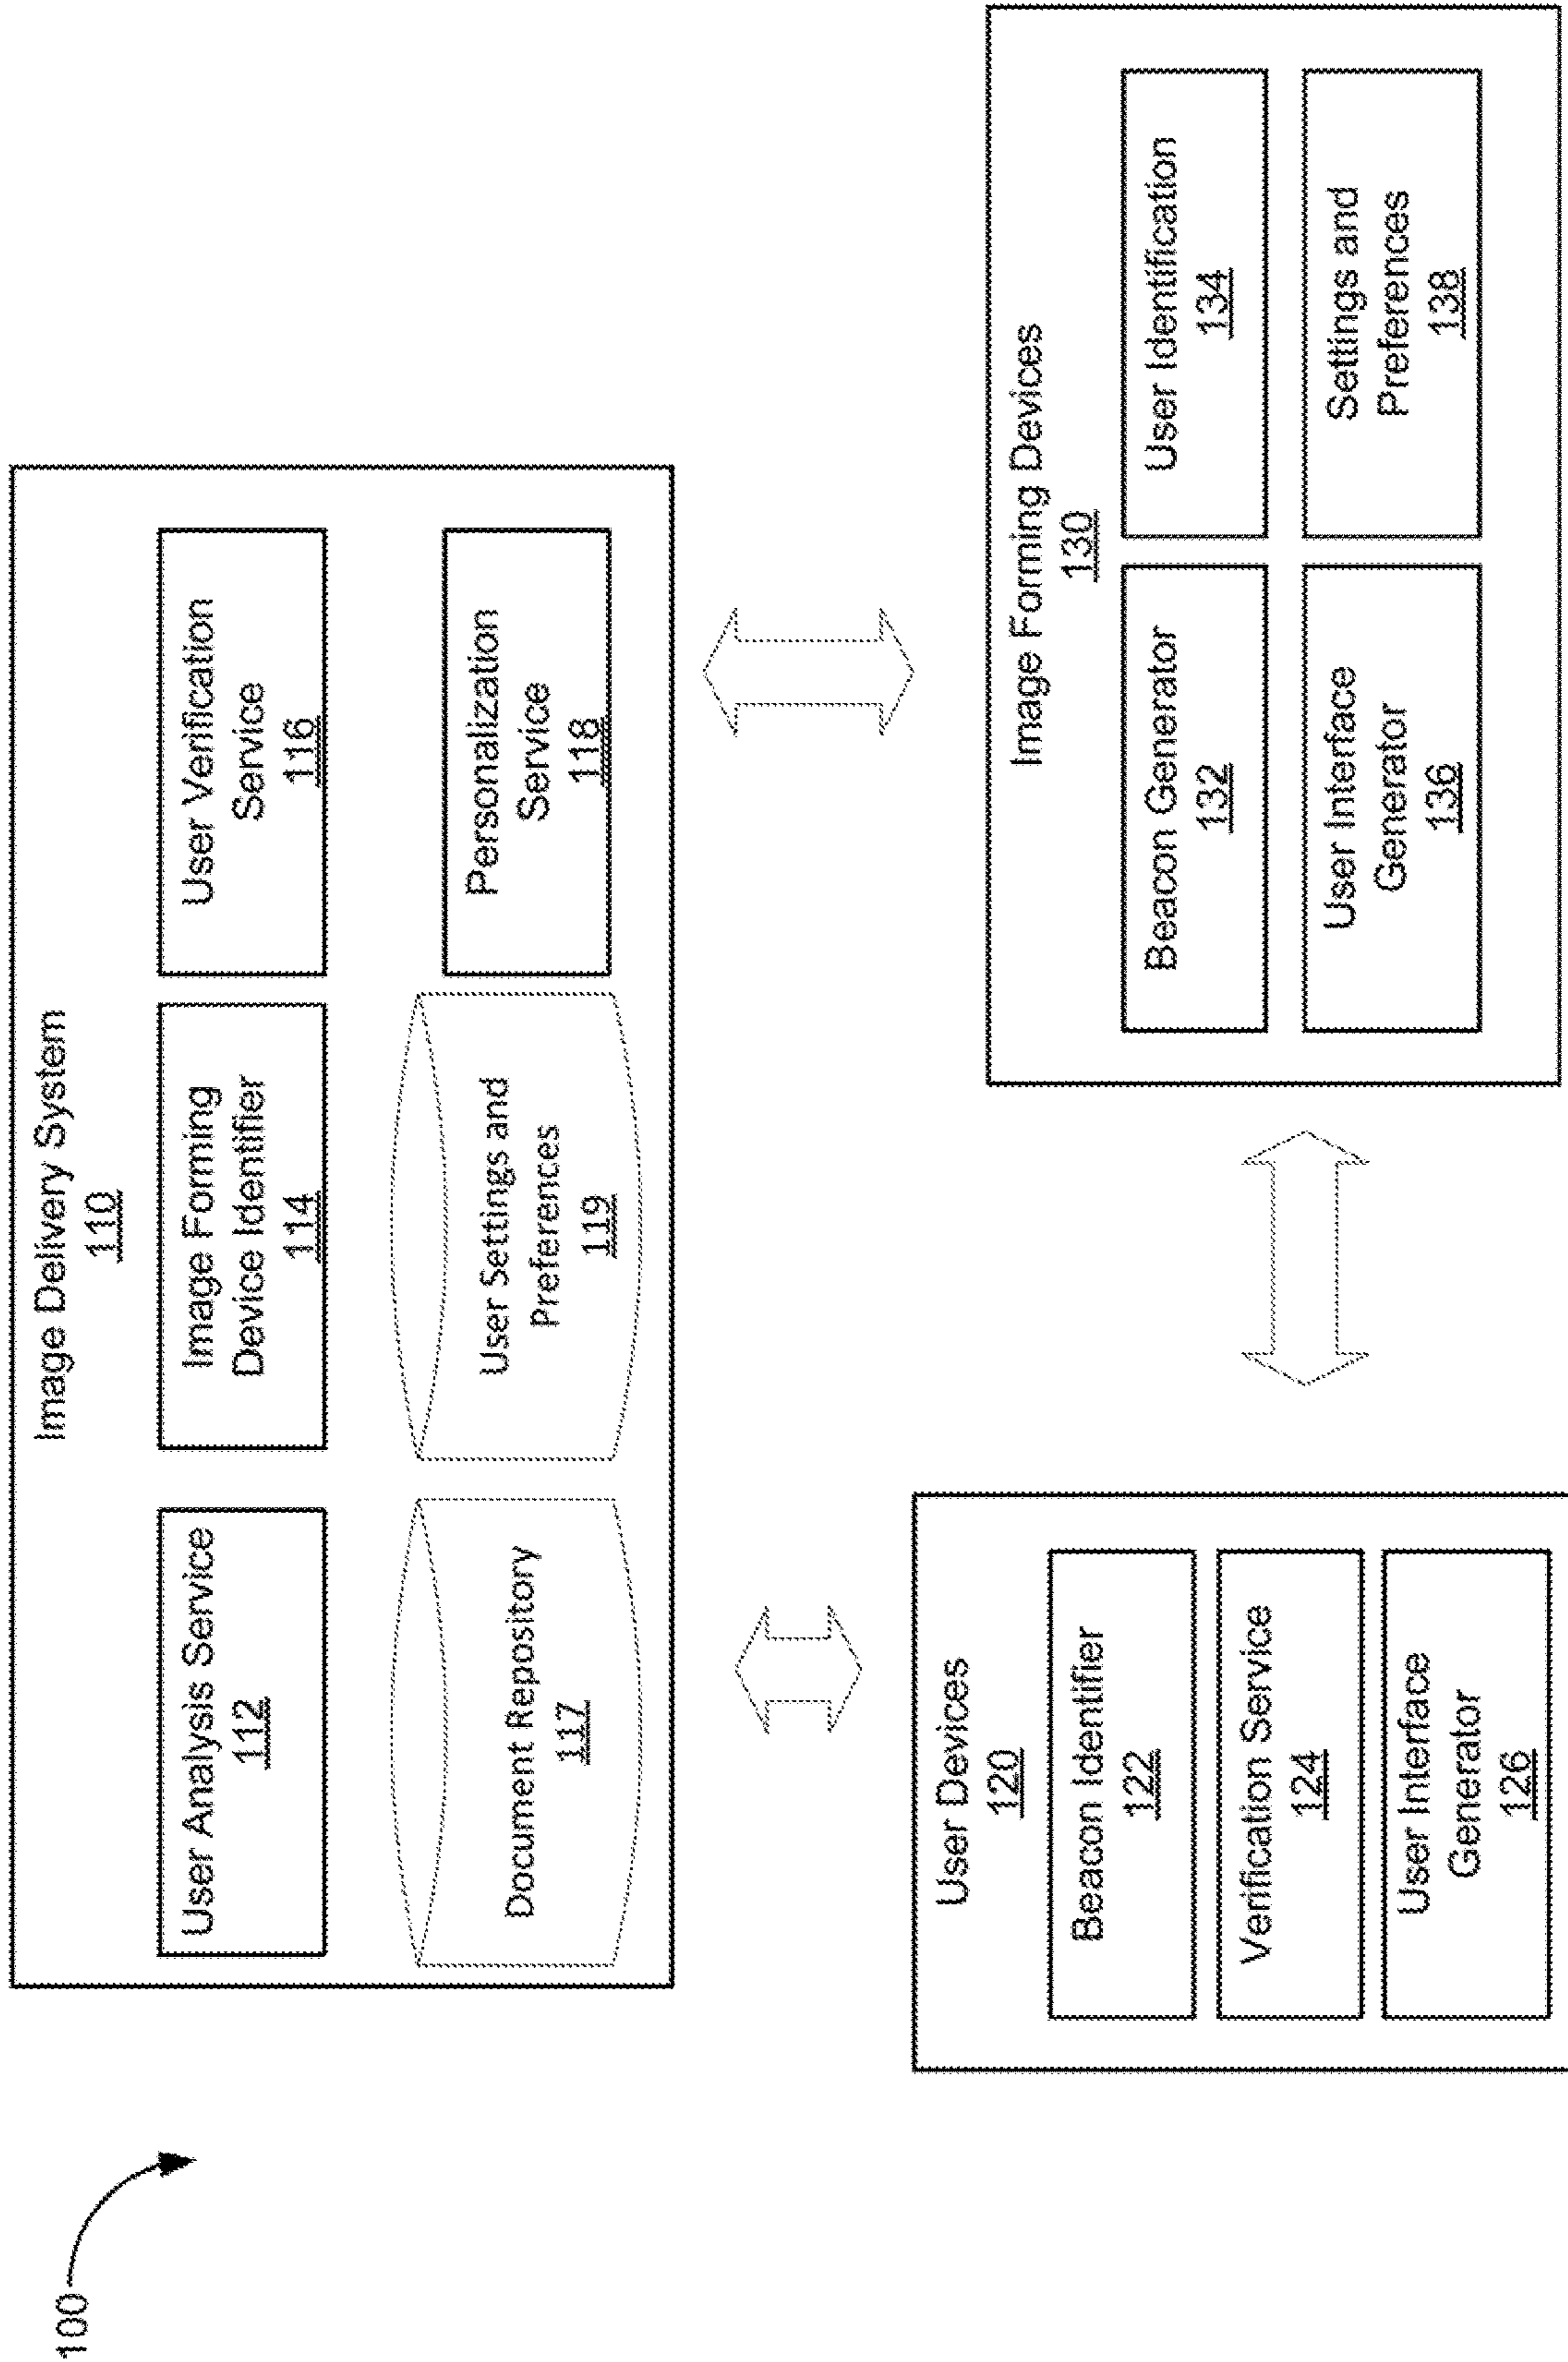 100
Image Delivery System
110
User Analysis Service
112
Image Forming
Device Identifier
114
User Verification
Service
116
Document Repository
117
User Settings and
Preferences
119
Personalization
Service
118
User Devices
120
Beacon Identifier
122
Verification Service
124
User Interface
Generator
126
Image Forming Devices
130
Beacon Generator
132
User Identification
134
User Interface
Generator
136
Settings and
Preferences
138